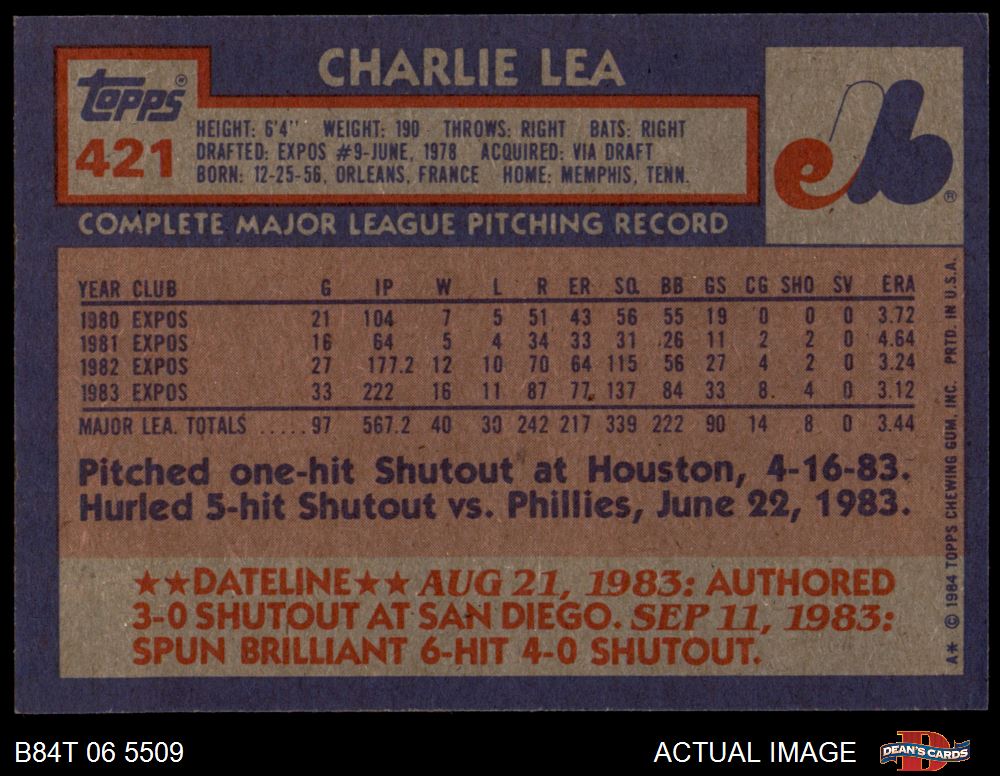 CHARLIE LEA
Topps®
421
HEIGHT: 6'4" WEIGHT: 190 THROWS: RIGHT BATS: RIGHT
DRAFTED: EXPOS #9-JUNE, 1978 ACQUIRED: VIA DRAFT
BORN: 12-25-56, ORLEANS, FRANCE HOME: MEMPHIS, TENN.
eb®
COMPLETE MAJOR LEAGUE PITCHING RECORD
YEAR CLUB G IP W L R ER SO BB GS CG SHO SV ERA
1980 EXPOS 21 104 7 5 51 43 56 55 19 0 0 0 3.72
1981 EXPOS 16 64 5 4 34 33 31 26 11 2 2 0 4.64
1982 EXPOS 27 177.2 12 10 70 64 115 56 27 4 2 0 3.24
1983 EXPOS 33 222 16 11 87 77 137 84 33 8 4 0 3.12
MAJOR LEA. TOTALS .....97 567.2 40 30 242 217 339 222 90 14 8 0 3.44
Pitched one-hit Shutout at Houston, 4-16-83.
Hurled 5-hit Shutout vs. Phillies, June 22, 1983.
★★DATELINE★★ AUG 21, 1983: AUTHORED
3-0 SHUTOUT AT SAN DIEGO. SEP 11, 1983:
SPUN BRILLIANT 6-HIT 4-0 SHUTOUT.
A* © 1984 TOPPS CHEWING GUM, INC. PRTD. IN U.S.A.
B84T 06 5509
ACTUAL IMAGE
D
DEAN'S CARDS